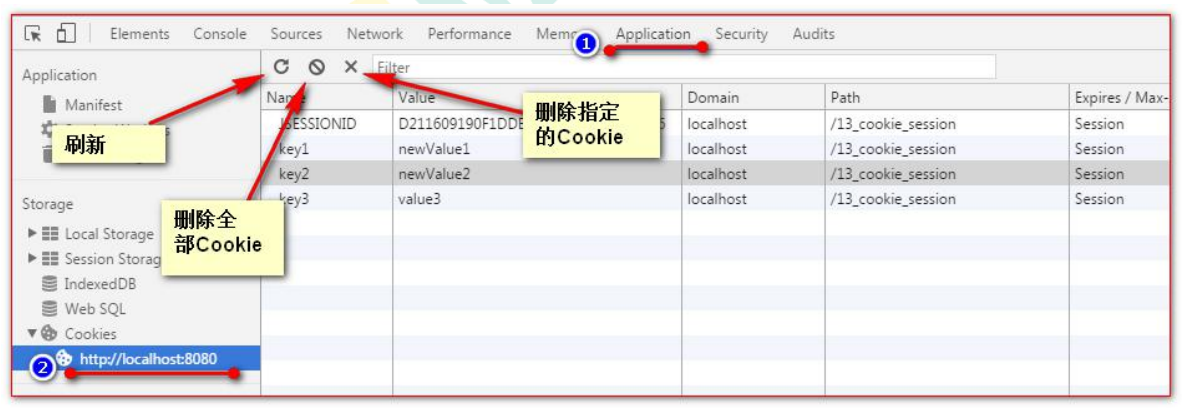 Elements Console Sources Network Performance Application Security Audits
1
Application
Filter
Manifest
刷新
删除指定
的Cookie
删除全
部Cookie
Name Value Domain Path Expires / Max-
JSESSIONID D211609190F1DDE localhost /13_cookie_session Session
key1 newValue1 localhost /13_cookie_session Session
key2 newValue2 localhost /13_cookie_session Session
key3 value3 localhost /13_cookie_session Session
Storage
Local Storage
Session Storag
IndexedDB
Web SQL
Cookies
2
http://localhost:8080